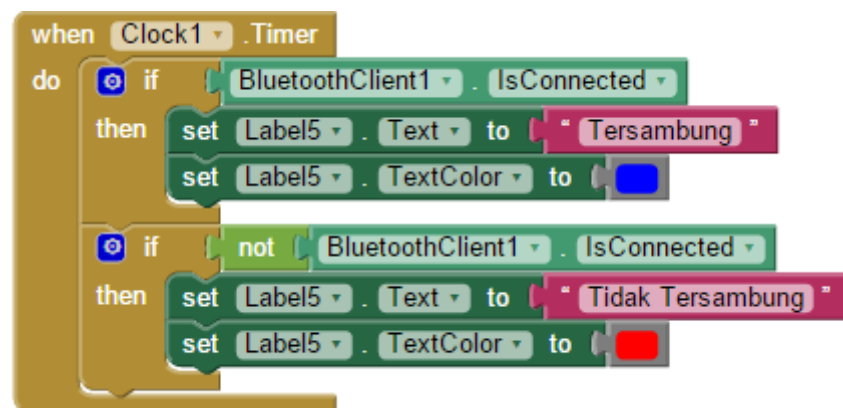 when Clock1 .Timer
do if BluetoothClient1 . IsConnected
then set Label5 . Text to " Tersambung "
set Label5 . TextColor to
if not BluetoothClient1 . IsConnected
then set Label5 . Text to " Tidak Tersambung "
set Label5 . TextColor to